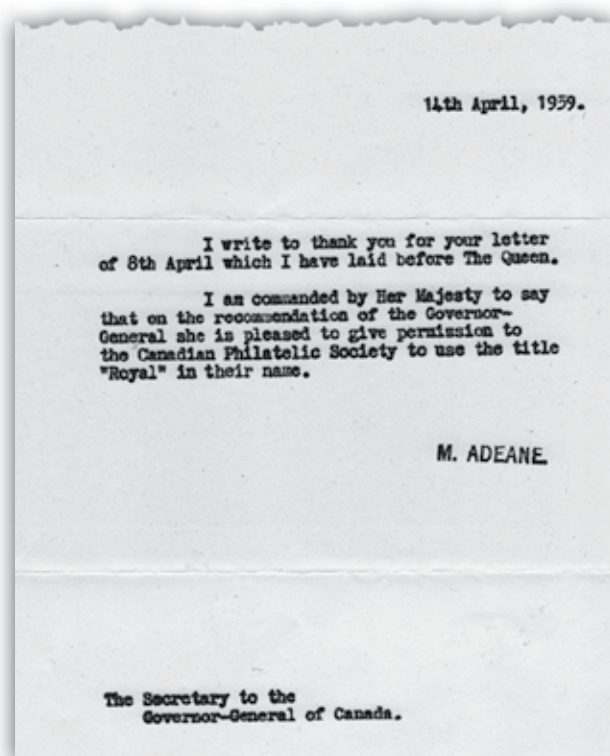 14th April, 1959.
I write to thank you for your letter
of 8th April which I have laid before The Queen.
I am commanded by Her Majesty to say
that on the recommendation of the Governor-
General she is pleased to give permission to
the Canadian Philatelic Society to use the title
"Royal" in their name.
M. ADEANE
The Secretary to the
Governor-General of Canada.